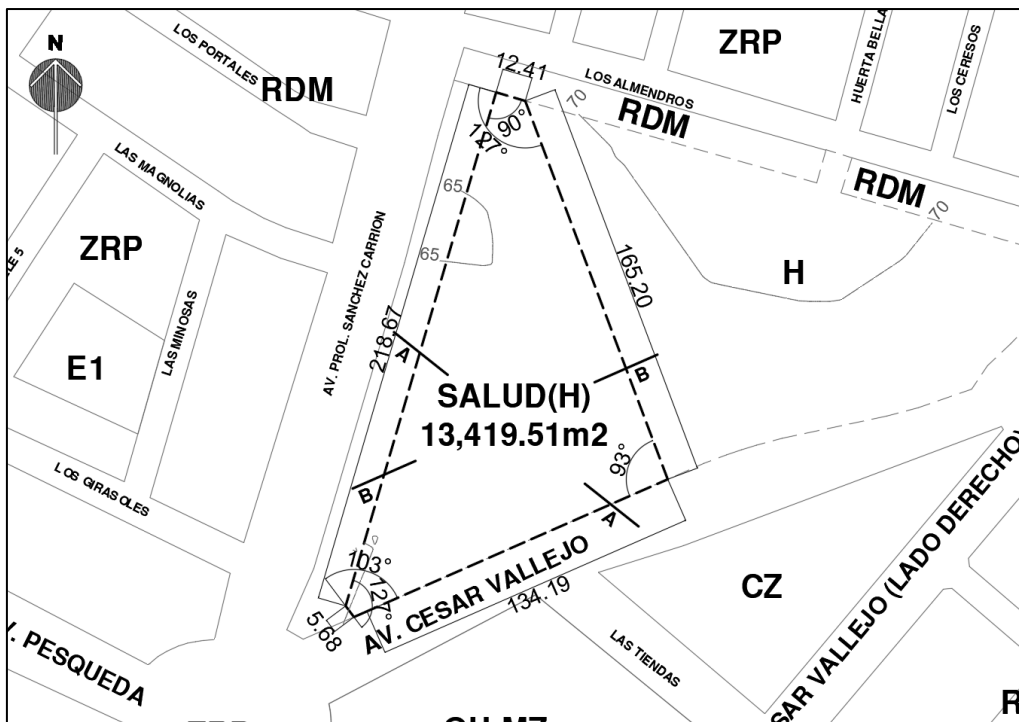 N
LOS PORTALES
RDM
12.41
LOS ALMENDROS
ZRP
HUERTA BELLA
LOS CERESOS
70
RDM
90°
127°
RDM
70
LAS MAGNOLIAS
65
65
ZRP
AV. PROL. SANCHEZ CARRION
165.20
H
LAS MINOSAS
E1
218.67
A
B
SALUD(H)
13,419.51m2
93°
LOS GIRASOLES
B
A
103°
127°
5.68
AV. CESAR VALLEJO
134.19
CZ
SAR VALLEJO (LADO DERECHO)
LAS TIENDAS
. PESQUEDA
R